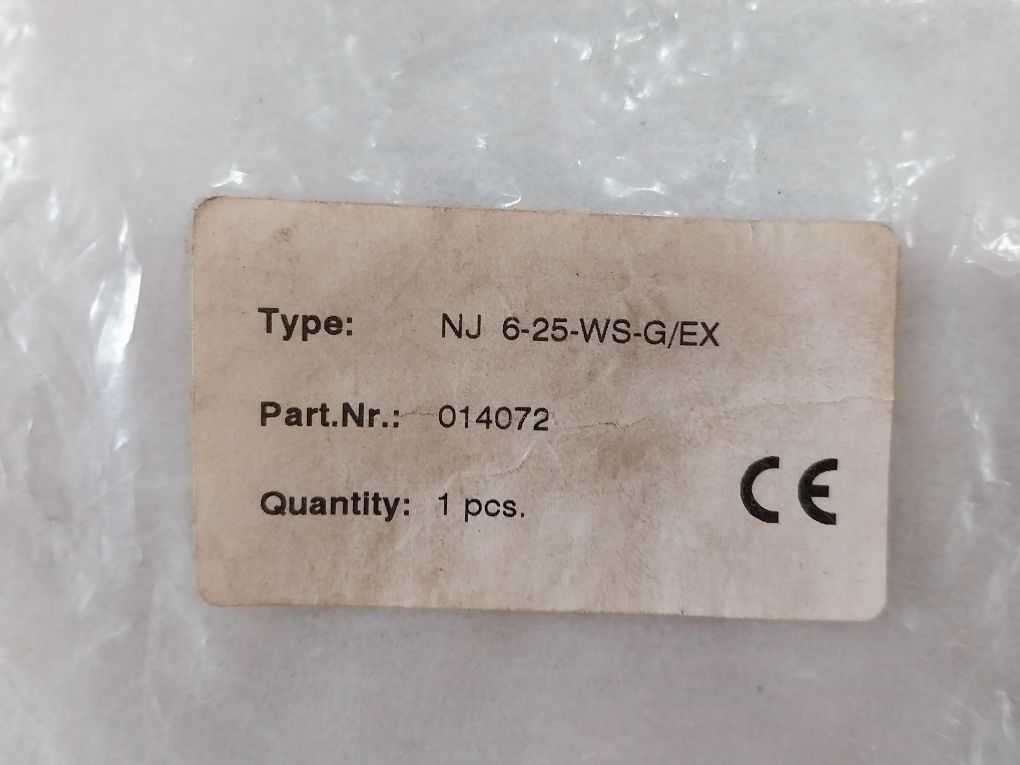 Type: NJ 6-25-WS-G/EX
Part.Nr.: 014072
Quantity: 1 pcs.
CE